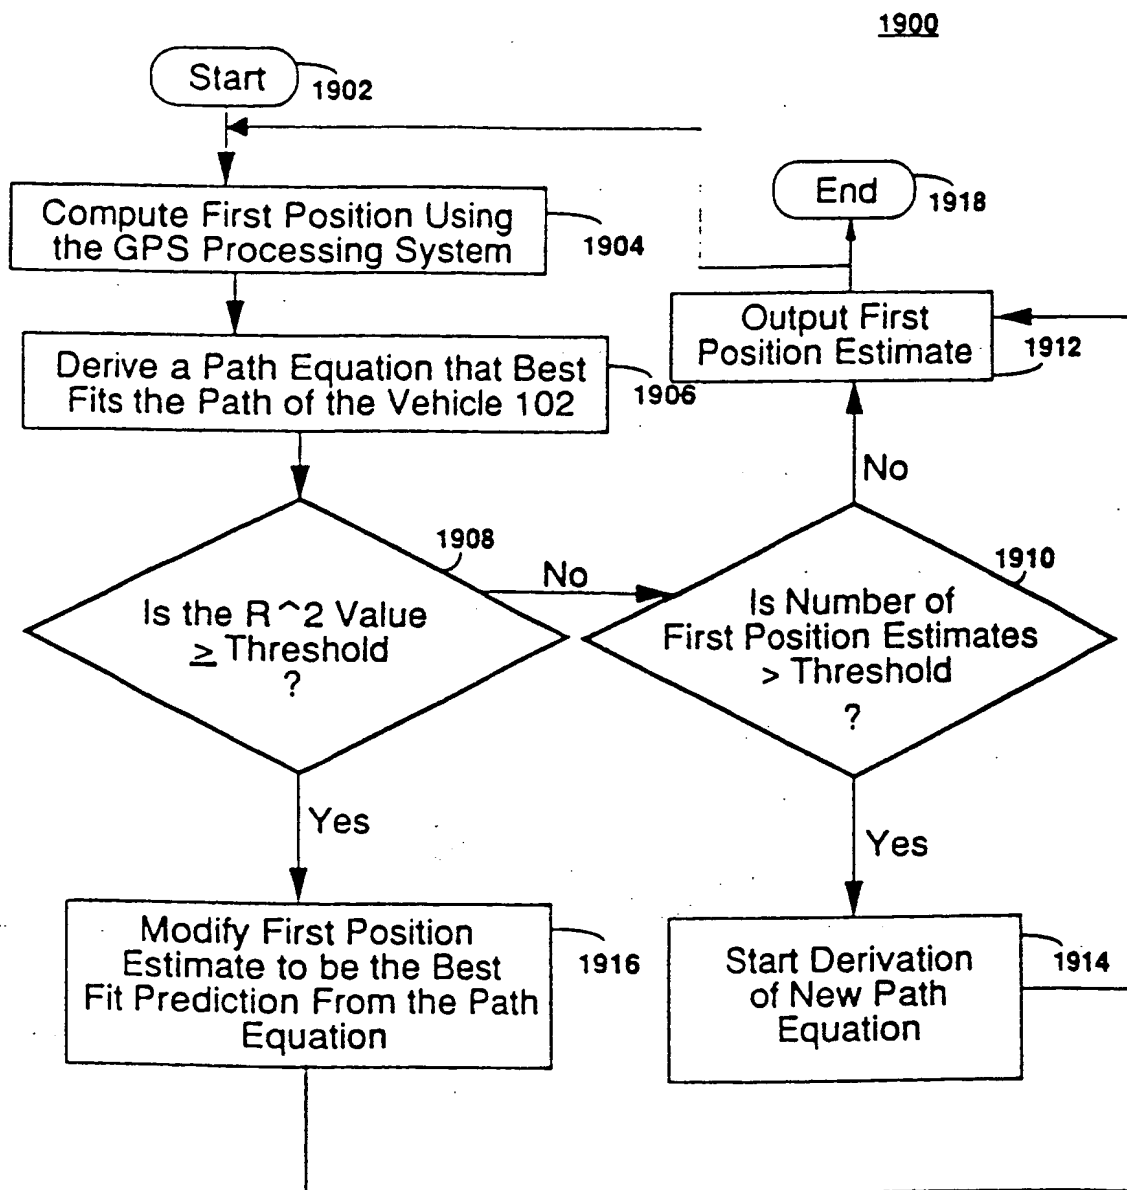 1900
Start
1902
Compute First Position Using
the GPS Processing System
1904
Derive a Path Equation that Best
Fits the Path of the Vehicle 102
1906
1908
Is the R^2 Value
≥ Threshold
?
No
Yes
Modify First Position
Estimate to be the Best
Fit Prediction From the Path
Equation
1916
End
1918
Output First
Position Estimate
1912
No
1910
Is Number of
First Position Estimates
> Threshold
?
Yes
Start Derivation
of New Path
Equation
1914